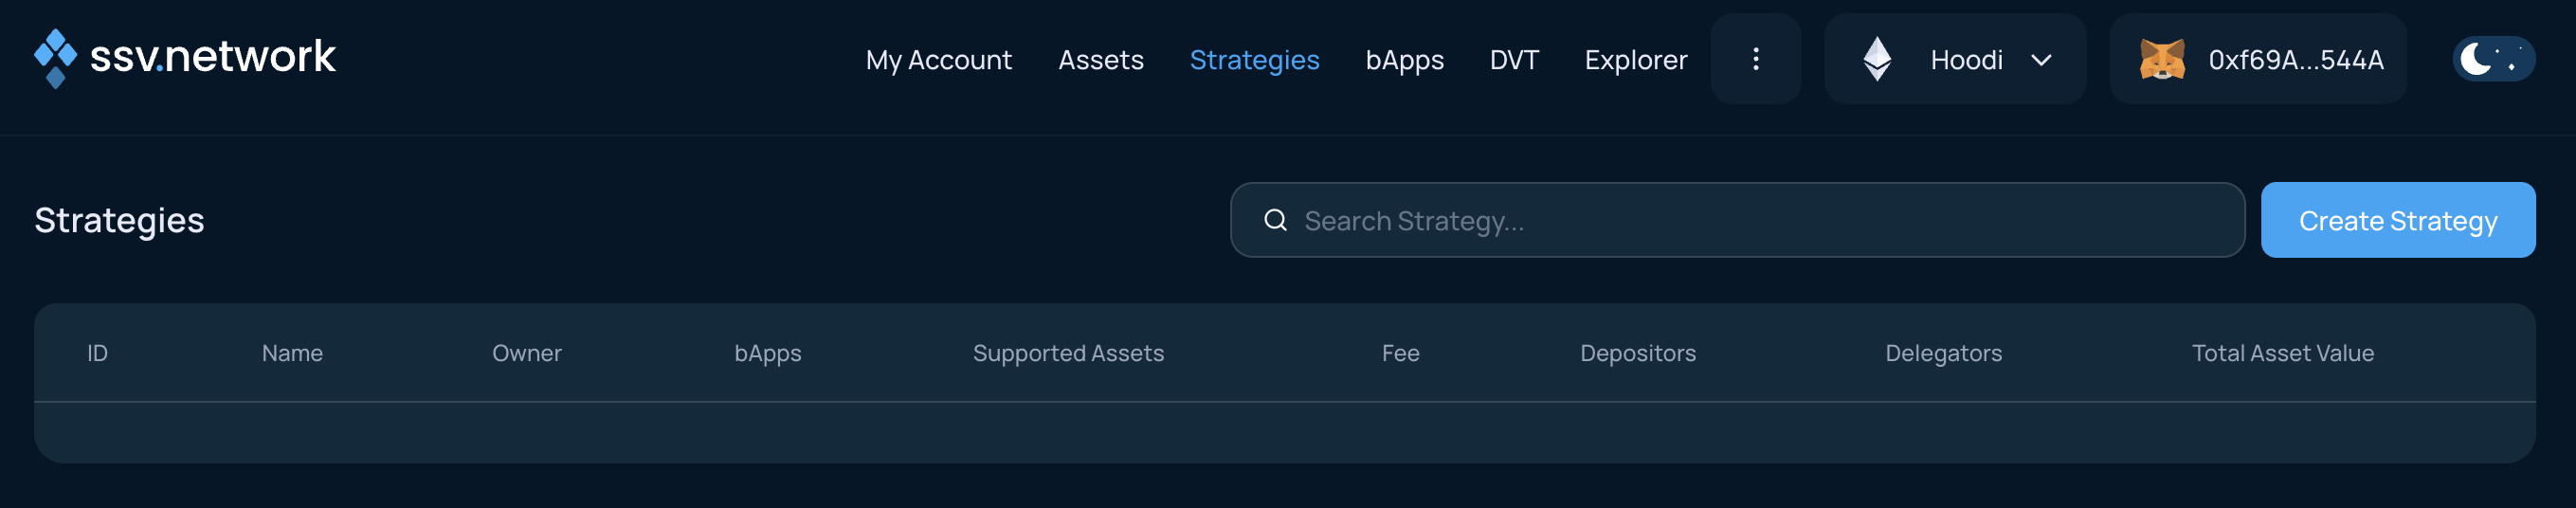 ssv.network My Account Assets Strategies bApps DVT Explorer Hoodi 0xf69A...544A
Strategies Search Strategy... Create Strategy
ID Name Owner bApps Supported Assets Fee Depositors Delegators Total Asset Value